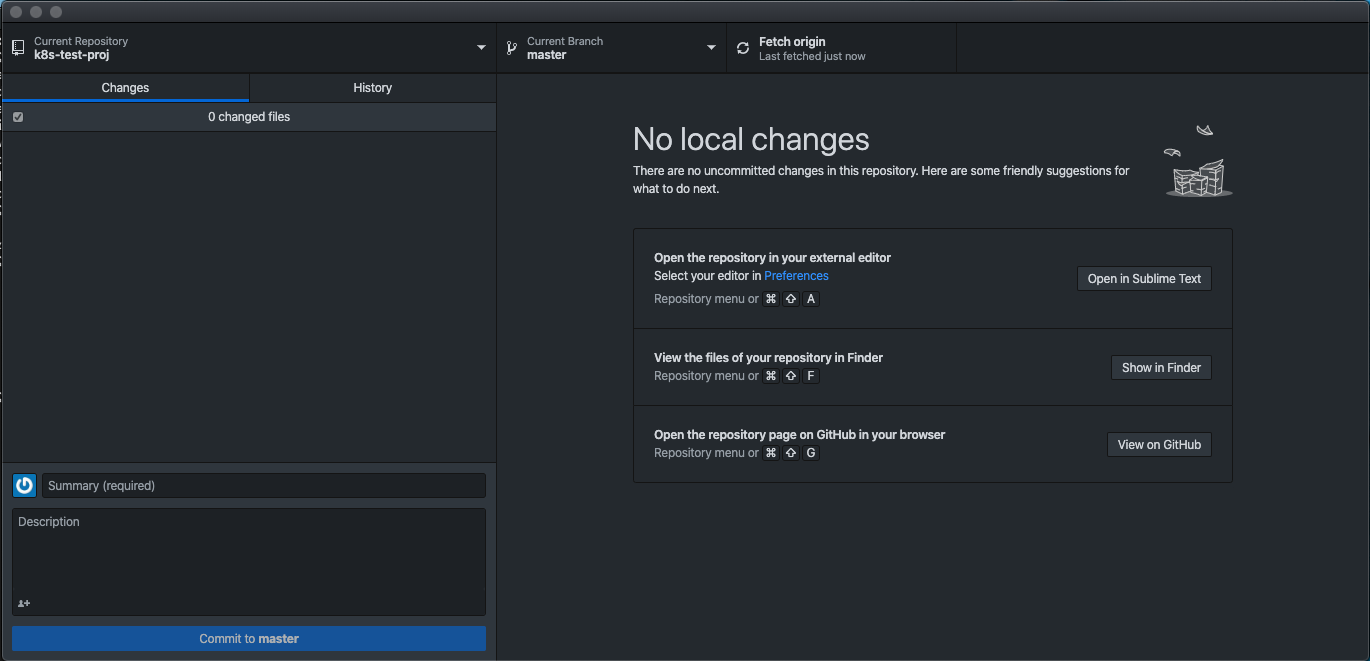 Current Repository
k8s-test-proj
Current Branch
master
Fetch origin
Last fetched just now
Changes
History
0 changed files
No local changes
There are no uncommitted changes in this repository. Here are some friendly suggestions for
what to do next.
Open the repository in your external editor
Select your editor in Preferences
Repository menu or ⌘ ⇧ A
Open in Sublime Text
View the files of your repository in Finder
Repository menu or ⌘ ⇧ F
Show in Finder
Open the repository page on GitHub in your browser
Repository menu or ⌘ ⇧ G
View on GitHub
Summary (required)
Description
Commit to master